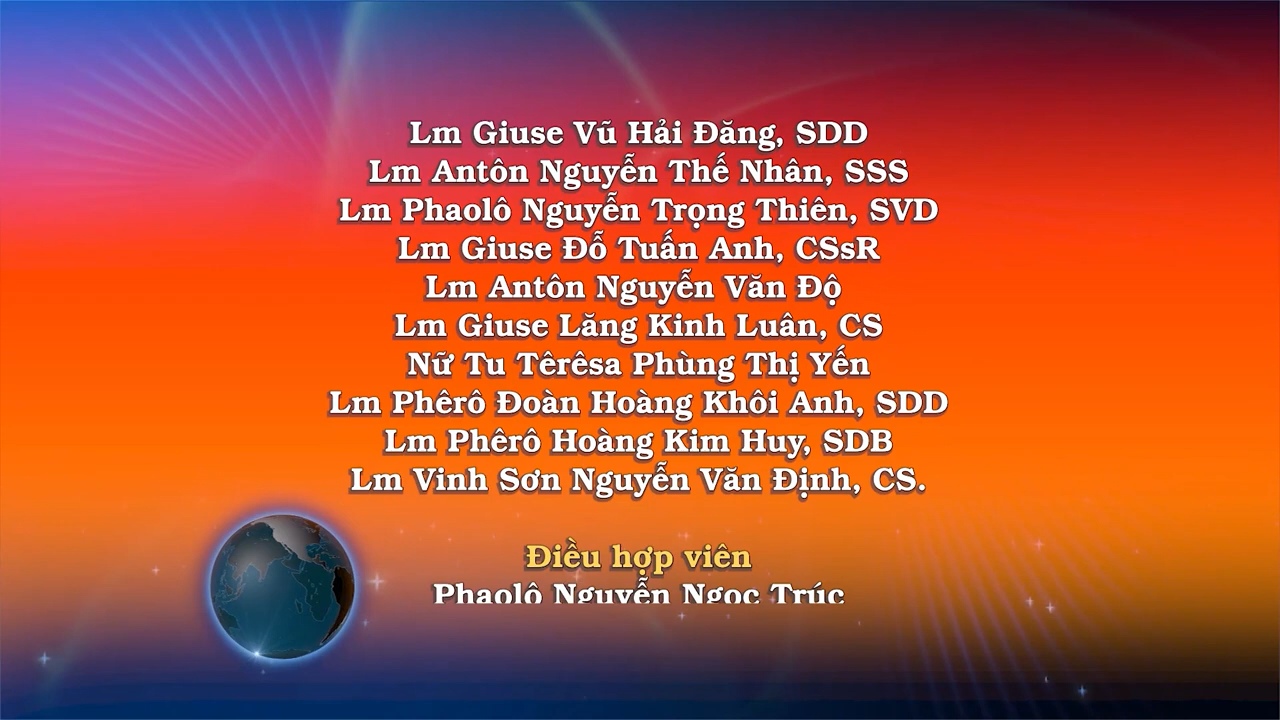 Lm Giuse Vũ Hải Đăng, SDD
Lm Antôn Nguyễn Thế Nhân, SSS
Lm Phaolô Nguyễn Trọng Thiên, SVD
Lm Giuse Đỗ Tuấn Anh, CSsR
Lm Antôn Nguyễn Văn Độ
Lm Giuse Lăng Kinh Luân, CS
Nữ Tu Têrêsa Phùng Thị Yến
Lm Phêrô Đoàn Hoàng Khôi Anh, SDD
Lm Phêrô Hoàng Kim Huy, SDB
Lm Vinh Sơn Nguyễn Văn Định, CS.
Điều hợp viên
Phaolô Nguyễn Ngọc Trúc